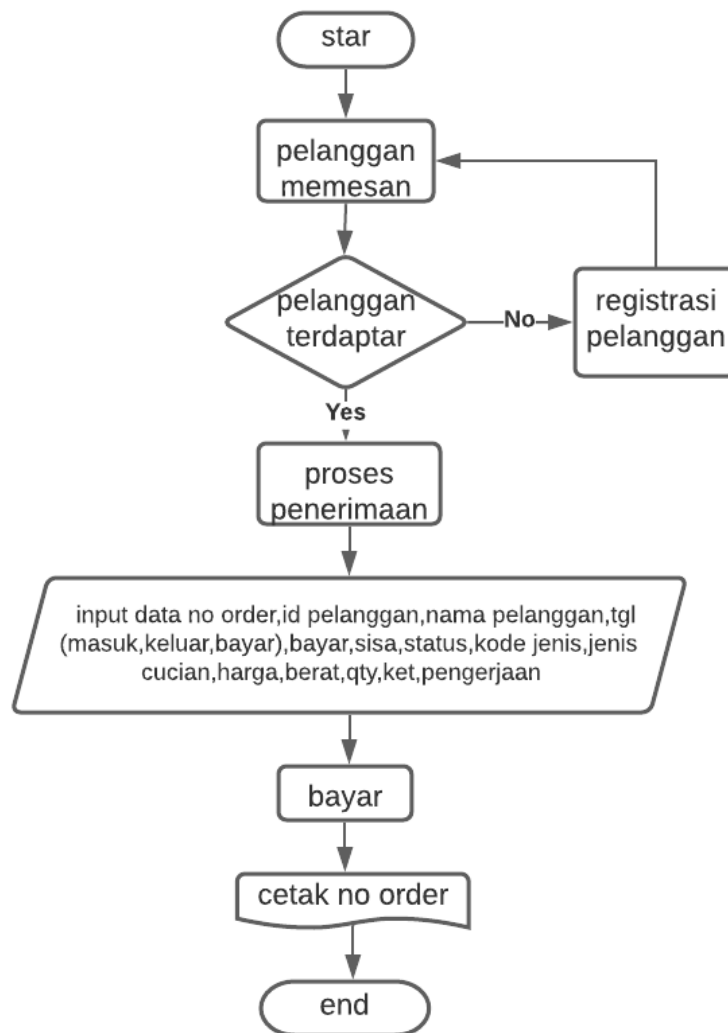 star
pelanggan
memesan
pelanggan
terdaptar
No
registrasi
pelanggan
Yes
proses
penerimaan
input data no order,id pelanggan,nama pelanggan,tgl
(masuk,keluar,bayar),bayar,sisa,status,kode jenis,jenis
cucian,harga,berat,qty,ket,pengerjaan
bayar
cetak no order
end